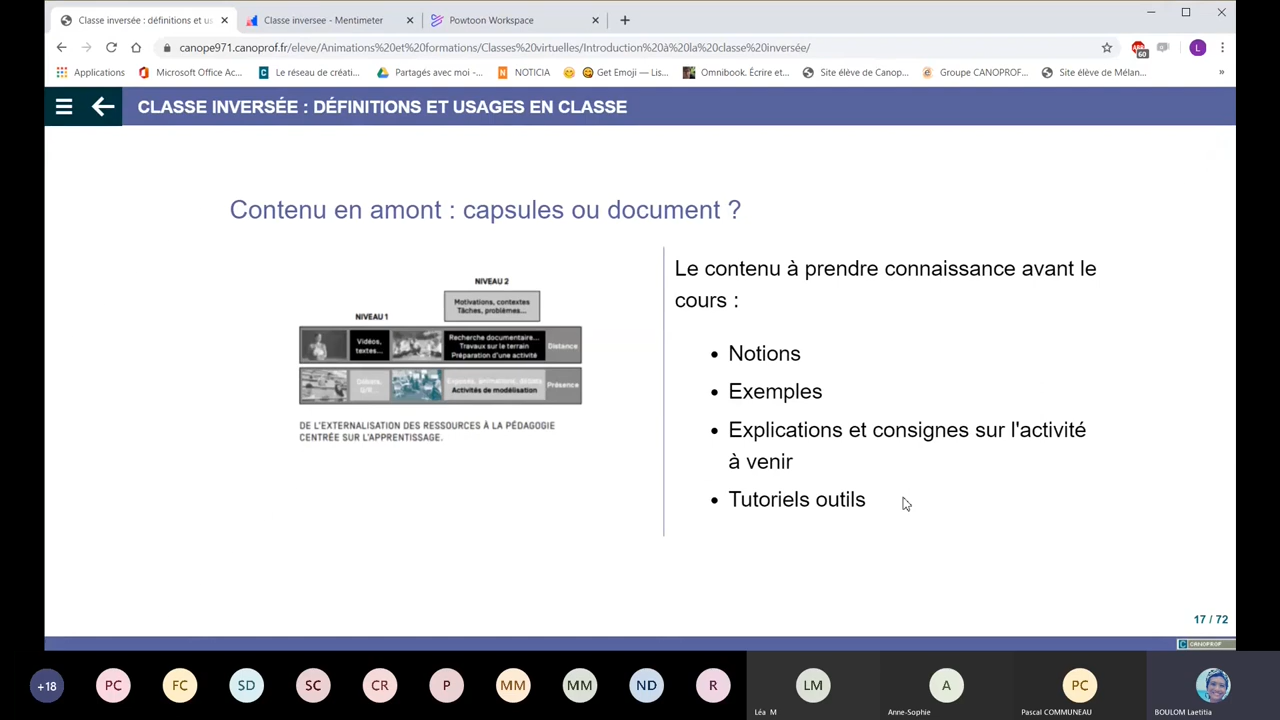 Classe inversée : définitions et us
Classe inversee - Mentimeter
Powtoon Workspace
canope971.canoprof.fr/eleve/Animations%20et%20formations/Classes%20virtuelles/Introduction%20à%20la%20classe%20inversée/
60
L
Applications
Microsoft Office Ac...
Le réseau de créati...
Partagés avec moi -...
NOTICIA
Get Emoji — Lis...
Omnibook. Écrire et...
Site élève de Canop...
Groupe CANOPROF...
Site élève de Mélan...
CLASSE INVERSÉE : DÉFINITIONS ET USAGES EN CLASSE
Contenu en amont : capsules ou document ?
NIVEAU 2
Motivations, contextes
Tâches, problèmes...
NIVEAU 1
Vidéos,
textes...
Recherche documentaire...
Travaux sur le terrain
Préparation d'une activité
Distance
Exposés, animations, débats
Activités de modélisation
Présence
DE L'EXTERNALISATION DES RESSOURCES À LA PÉDAGOGIE
CENTRÉE SUR L'APPRENTISSAGE.
Le contenu à prendre connaissance avant le
cours :
• Notions
• Exemples
• Explications et consignes sur l'activité
à venir
• Tutoriels outils
17 / 72
CANOPROF
+18
PC
FC
SD
SC
CR
P
MM
MM
ND
R
LM
A
PC
Léa M
Anne-Sophie
Pascal COMMUNEAU
BOULOM Laetitia